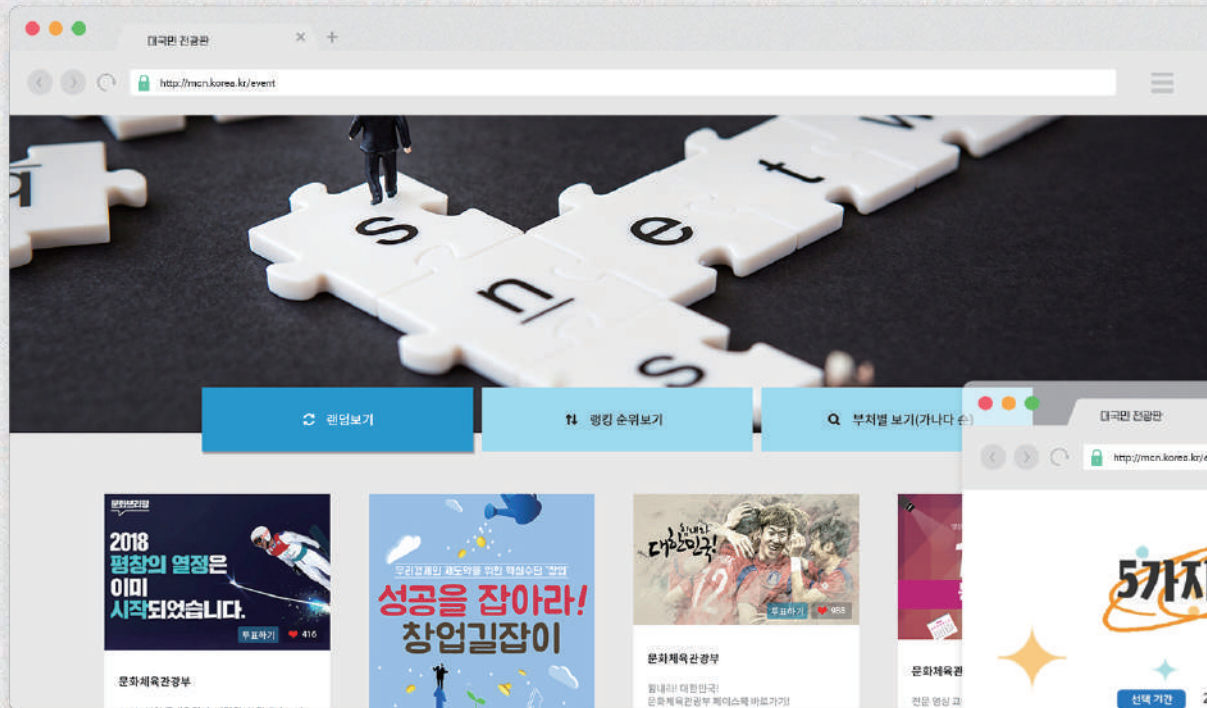 대국민 전광판
http://mcn.korea.kr/event
a
s
n
e
t
w
s
랜덤보기
랭킹 순위보기
부처별 보기(가나다 순)
대국민 전광판
http://mcn.korea.kr/e
문화브리핑
2018
평창의 열정은
이미
시작되었습니다.
투표하기 416
문화체육관광부
우리경제의 재도약을 위한 핵심수단 '창업'
성공을 잡아라!
창업길잡이
힘내라
대한민국!
투표하기 988
문화체육관광부
힘내라! 대한민국!
문화체육관광부 페이스북 바로가기!
문화체육관
전문 영상 교
5가지
선택 기간 2